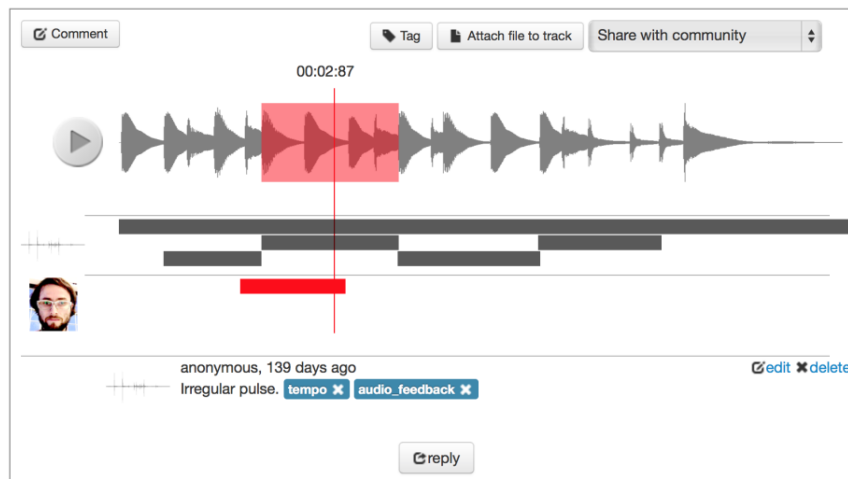 Comment
Tag
Attach file to track
Share with community
00:02:87
anonymous, 139 days ago
edit delete
Irregular pulse. tempo audio_feedback
reply